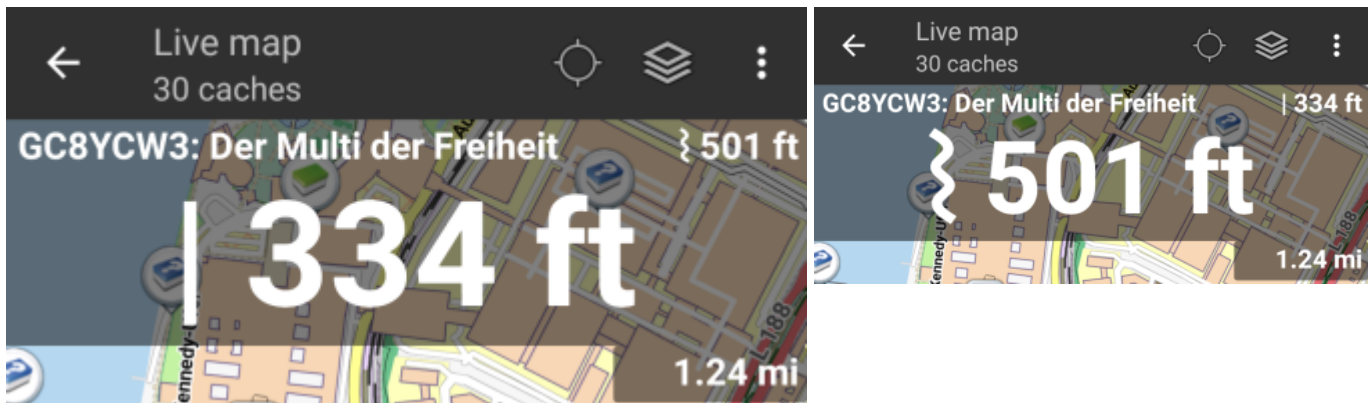 Live map
30 caches
GC8YCW3: Der Multi der Freiheit
501 ft
| 334 ft
1.24 mi
L 188
Live map
30 caches
GC8YCW3: Der Multi der Freiheit
| 334 ft
501 ft
1.24 mi